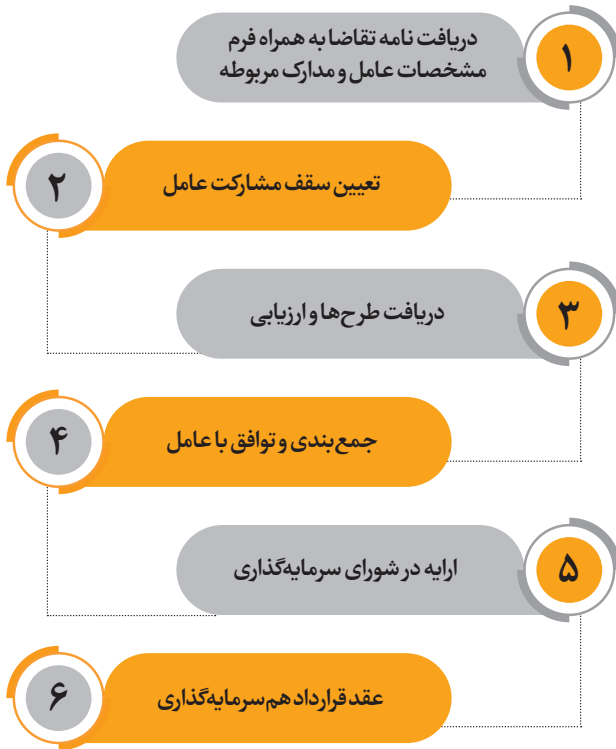 ۱
دریافت نامه تقاضا به همراه فرم
مشخصات عامل و مدارک مربوطه
۲
تعیین سقف مشارکت عامل
۳
دریافت طرح‌ها و ارزیابی
۴
جمع‌بندی و توافق با عامل
۵
ارایه در شورای سرمایه‌گذاری
۶
عقد قرارداد هم‌سرمایه‌گذاری